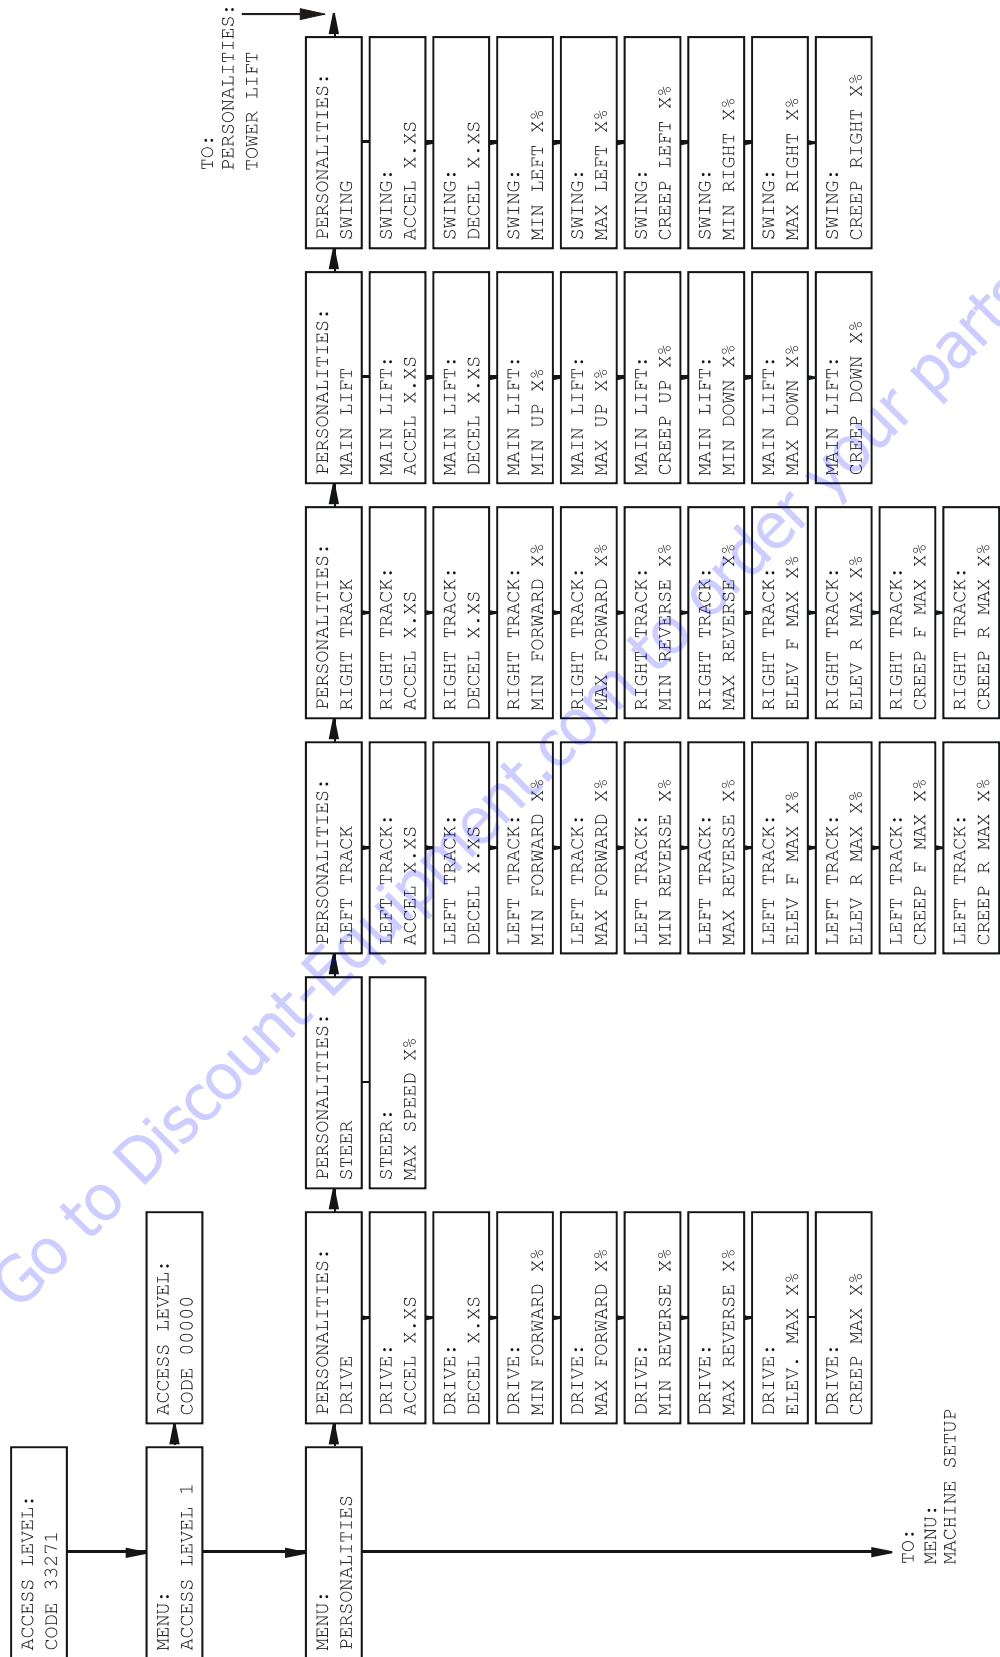 ACCESS LEVEL:
CODE 33271
MENU:
ACCESS LEVEL 1
ACCESS LEVEL:
CODE 00000
MENU:
PERSONALITIES
TO:
MENU:
MACHINE SETUP
PERSONALITIES:
DRIVE
DRIVE:
ACCEL X.XS
DRIVE:
DECEL X.XS
DRIVE:
MIN FORWARD X%
DRIVE:
MAX FORWARD X%
DRIVE:
MIN REVERSE X%
DRIVE:
MAX REVERSE X%
DRIVE:
ELEV. MAX X%
DRIVE:
CREEP MAX X%
PERSONALITIES:
STEER
STEER:
MAX SPEED X%
PERSONALITIES:
LEFT TRACK
LEFT TRACK:
ACCEL X.XS
LEFT TRACK:
DECEL X.XS
LEFT TRACK:
MIN FORWARD X%
LEFT TRACK:
MAX FORWARD X%
LEFT TRACK:
MIN REVERSE X%
LEFT TRACK:
MAX REVERSE X%
LEFT TRACK:
ELEV F MAX X%
LEFT TRACK:
ELEV R MAX X%
LEFT TRACK:
CREEP F MAX X%
LEFT TRACK:
CREEP R MAX X%
PERSONALITIES:
RIGHT TRACK
RIGHT TRACK:
ACCEL X.XS
RIGHT TRACK:
DECEL X.XS
RIGHT TRACK:
MIN FORWARD X%
RIGHT TRACK:
MAX FORWARD X%
RIGHT TRACK:
MIN REVERSE X%
RIGHT TRACK:
MAX REVERSE X%
RIGHT TRACK:
ELEV F MAX X%
RIGHT TRACK:
ELEV R MAX X%
RIGHT TRACK:
CREEP F MAX X%
RIGHT TRACK:
CREEP R MAX X%
PERSONALITIES:
MAIN LIFT
MAIN LIFT:
ACCEL X.XS
MAIN LIFT:
DECEL X.XS
MAIN LIFT:
MIN UP X%
MAIN LIFT:
MAX UP X%
MAIN LIFT:
CREEP UP X%
MAIN LIFT:
MIN DOWN X%
MAIN LIFT:
MAX DOWN X%
MAIN LIFT:
CREEP DOWN X%
PERSONALITIES:
SWING
SWING:
ACCEL X.XS
SWING:
DECEL X.XS
SWING:
MIN LEFT X%
SWING:
MAX LEFT X%
SWING:
CREEP LEFT X%
SWING:
MIN RIGHT X%
SWING:
MAX RIGHT X%
SWING:
CREEP RIGHT X%
TO:
PERSONALITIES:
TOWER LIFT
Go to Discount-Equipment.com to order your parts